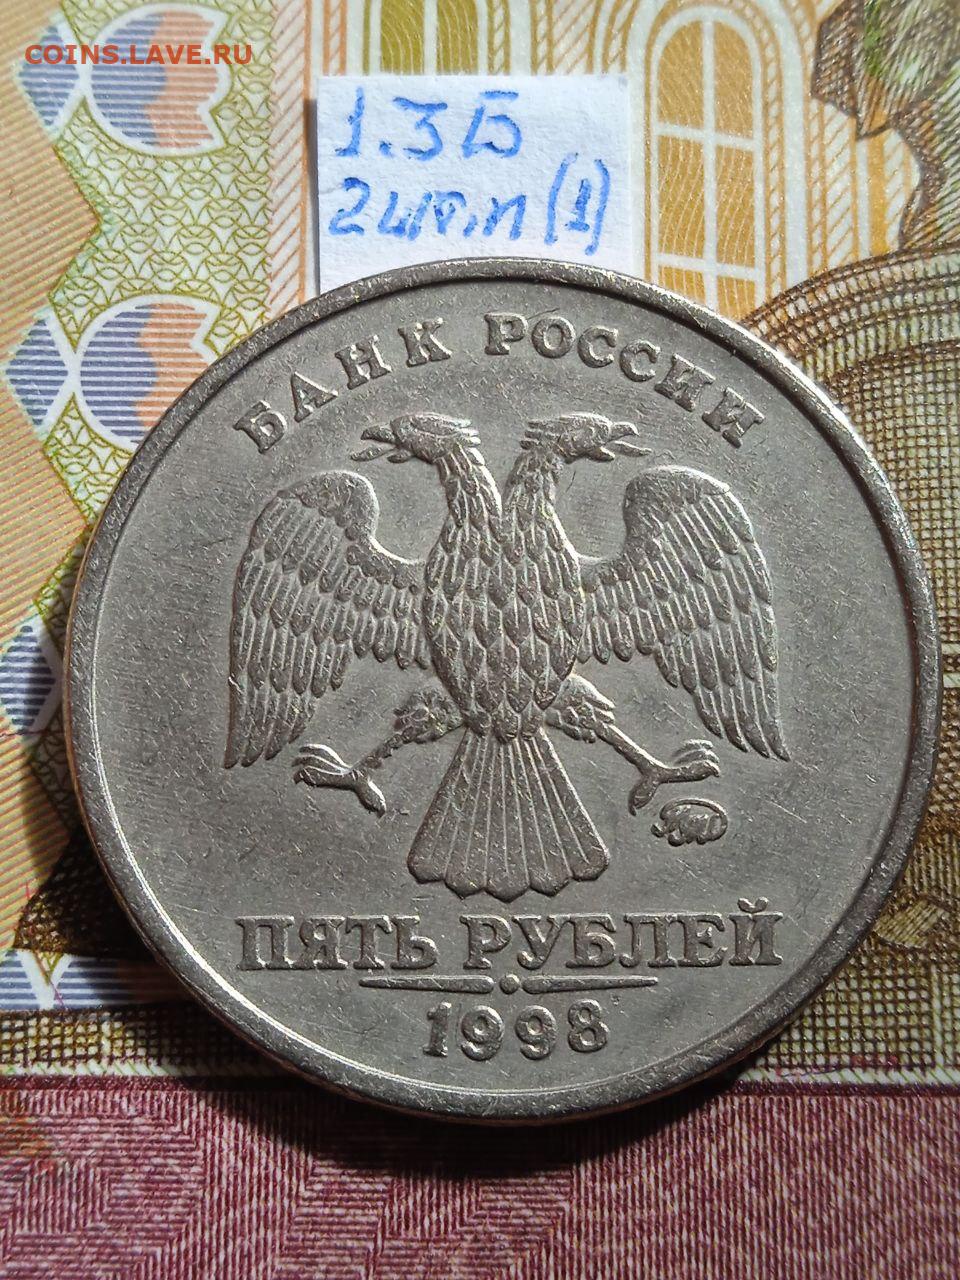 COINS.LAVE.RU
1.3Б
2шт.м (1)
БАНК РОССИИ
ММД
ПЯТЬ РУБЛЕЙ
1998